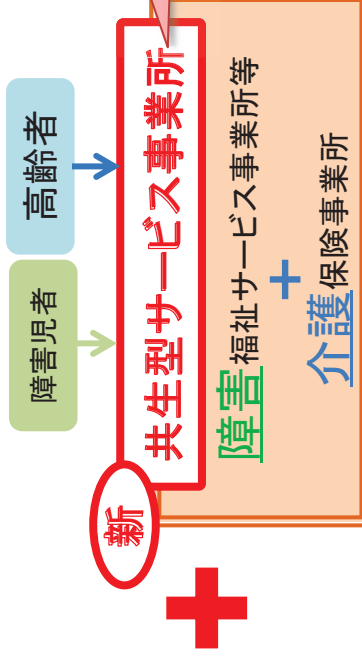 障害児者
高齢者
新
共生型サービス事業所
障害福祉サービス事業所等
+
介護保険事業所
+